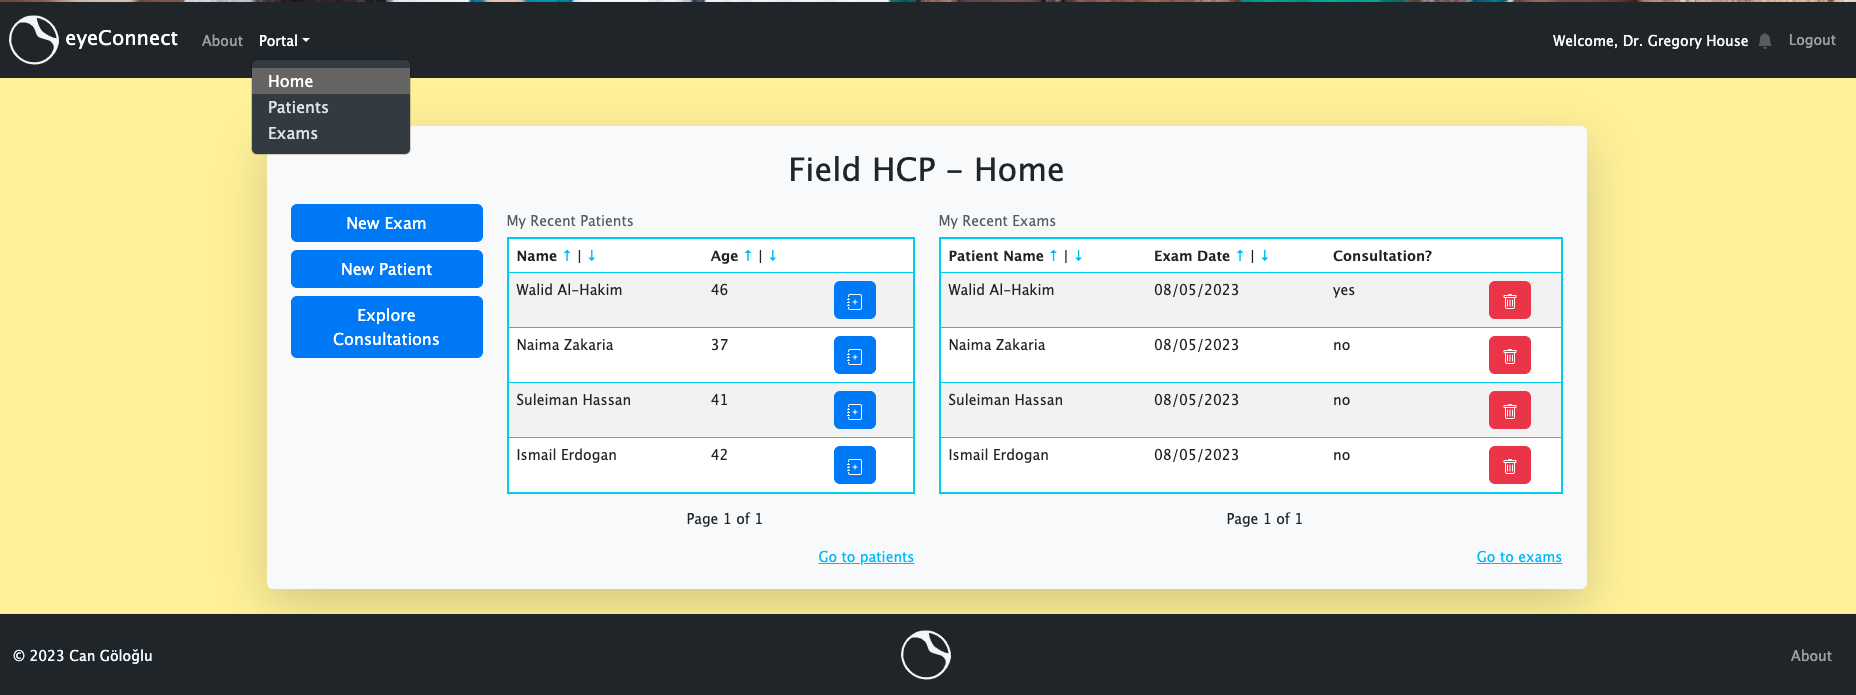 eyeConnect About Portal Welcome, Dr. Gregory House Logout
Home
Patients
Exams
Field HCP - Home
New Exam
New Patient
Explore
Consultations
My Recent Patients
Name ↑ | ↓ Age ↑ | ↓
Walid Al-Hakim 46
Naima Zakaria 37
Suleiman Hassan 41
Ismail Erdogan 42
Page 1 of 1
Go to patients
My Recent Exams
Patient Name ↑ | ↓ Exam Date ↑ | ↓ Consultation?
Walid Al-Hakim 08/05/2023 yes
Naima Zakaria 08/05/2023 no
Suleiman Hassan 08/05/2023 no
Ismail Erdogan 08/05/2023 no
Page 1 of 1
Go to exams
© 2023 Can Göloğlu About